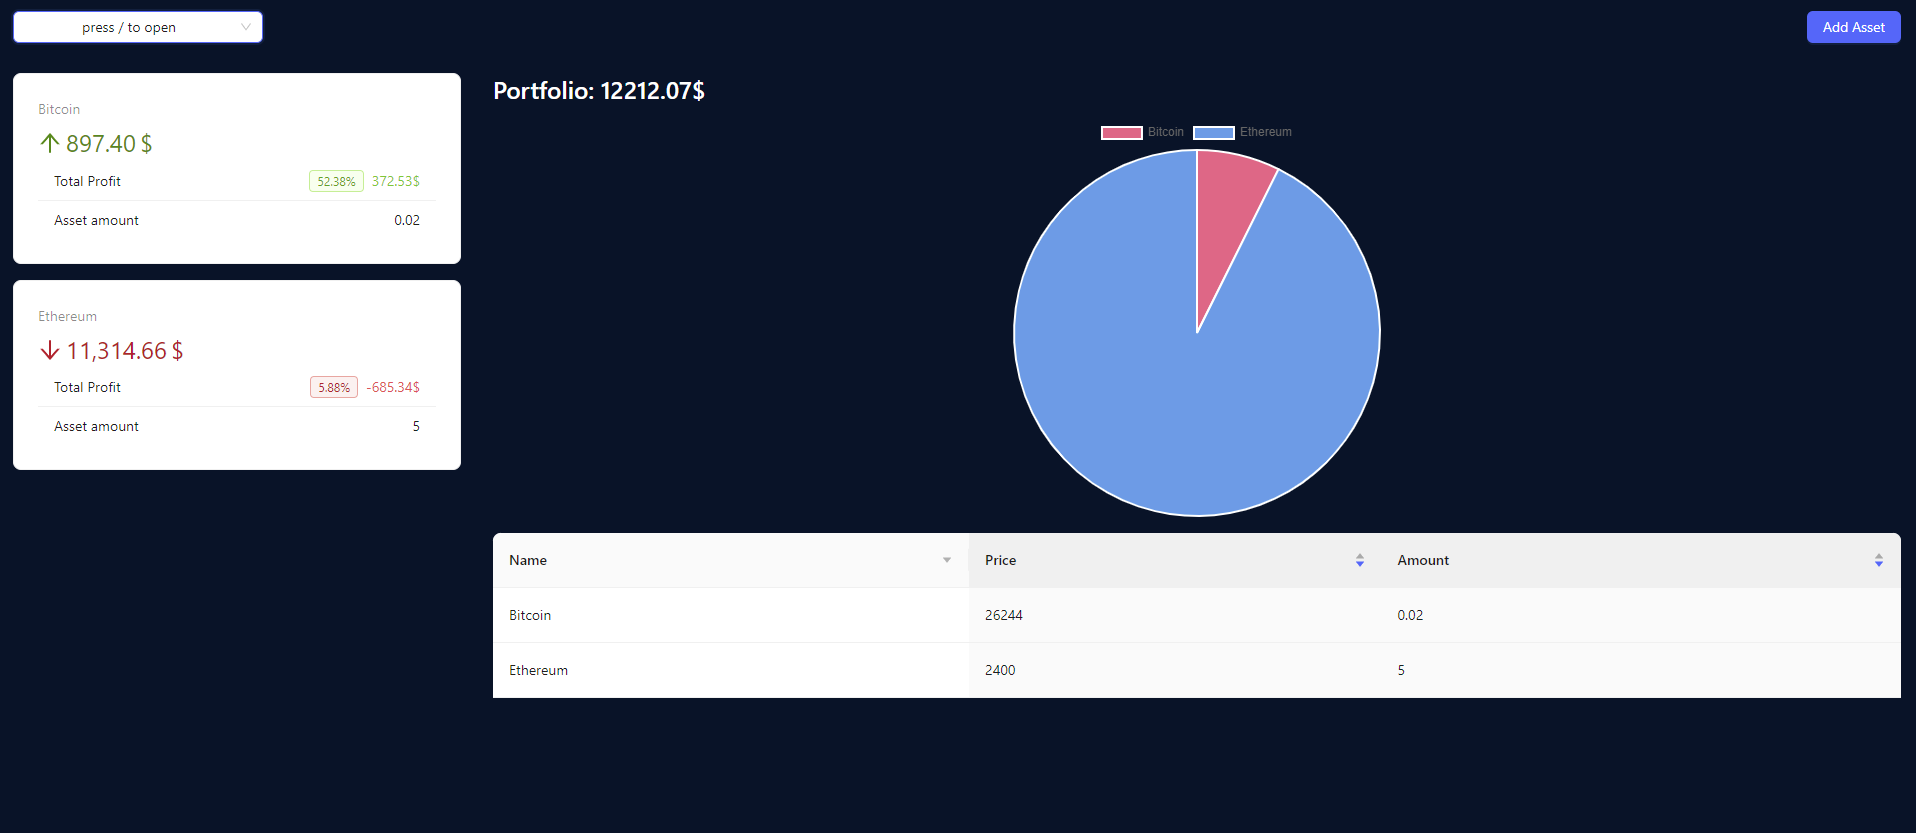 press / to open
Add Asset
Bitcoin
897.40 $
Total Profit 52.38% 372.53$
Asset amount 0.02
Ethereum
11,314.66 $
Total Profit 5.88% -685.34$
Asset amount 5
Portfolio: 12212.07$
Bitcoin Ethereum
Name Price Amount
Bitcoin 26244 0.02
Ethereum 2400 5